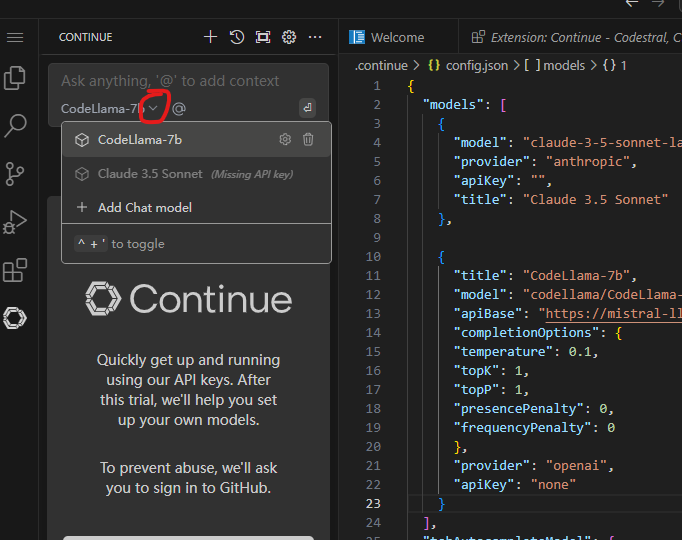 CONTINUE
Ask anything, '@' to add context
CodeLlama-7b
@
CodeLlama-7b
Claude 3.5 Sonnet (Missing API key)
+ Add Chat model
^ + ' to toggle
Continue
Quickly get up and running
using our API keys. After
this trial, we'll help you set
up your own models.
To prevent abuse, we'll ask
you to sign in to GitHub.
Welcome
Extension: Continue - Codestral, C
.continue > {} config.json > [ ] models > {} 1
1 {
2 "models": [
3 {
4 "model": "claude-3-5-sonnet-la
5 "provider": "anthropic",
6 "apiKey": "",
7 "title": "Claude 3.5 Sonnet"
8 },
9
10 {
11 "title": "CodeLlama-7b",
12 "model": "codellama/CodeLlama-
13 "apiBase": "https://mistral-ll
14 "completionOptions": {
15 "temperature": 0.1,
16 "topK": 1,
17 "topP": 1,
18 "presencePenalty": 0,
19 "frequencyPenalty": 0
20 },
21 "provider": "openai",
22 "apiKey": "none"
23 }
24 ],